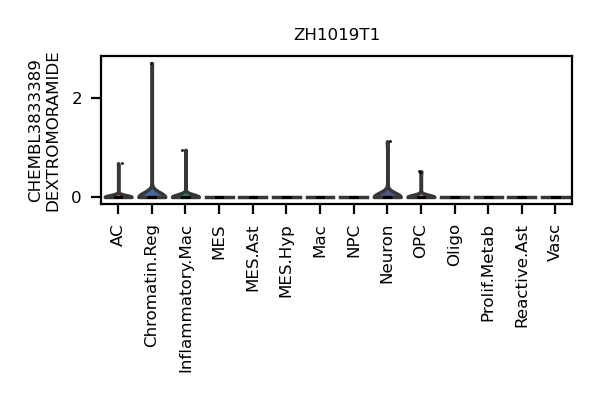 ZH1019T1
CHEMBL3833389
DEXTROMORAMIDE
2
0
AC
Chromatin.Reg
Inflammatory.Mac
MES
MES.Ast
MES.Hyp
Mac
NPC
Neuron
OPC
Oligo
Prolif.Metab
Reactive.Ast
Vasc